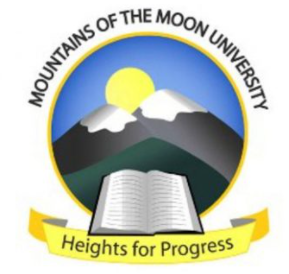 MOUNTAINS OF THE MOON UNIVERSITY
Heights for Progress